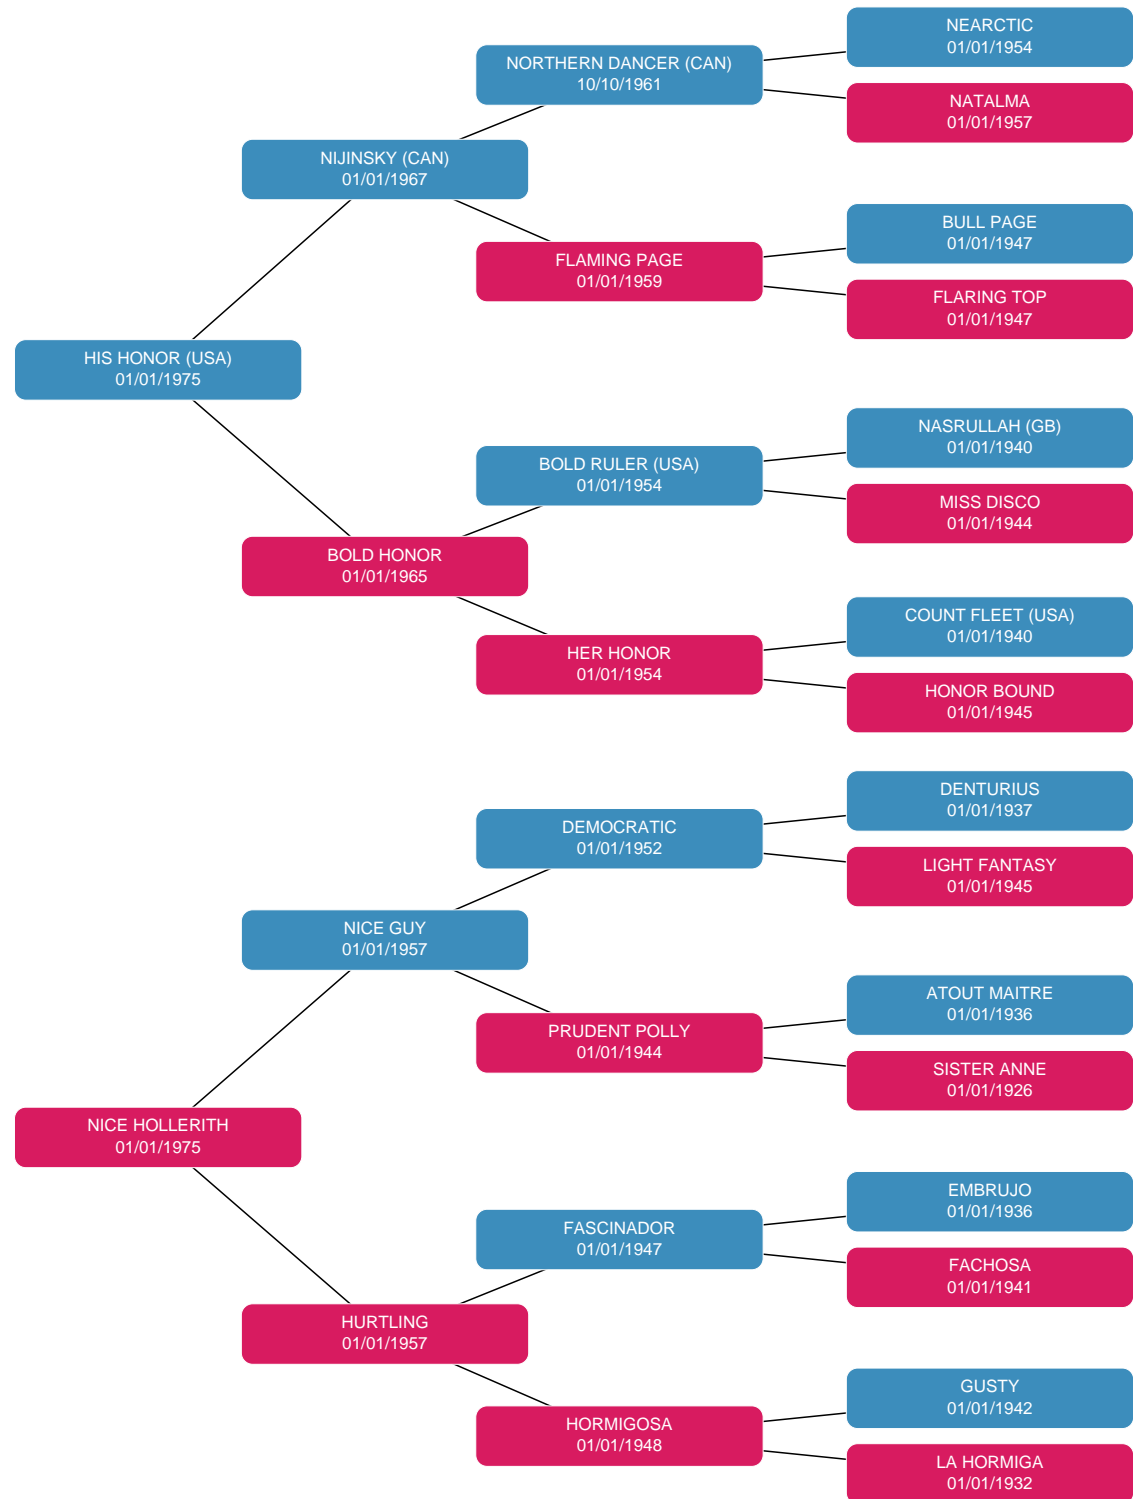 NEARCTIC
01/01/1954
NORTHERN DANCER (CAN)
10/10/1961
NATALMA
01/01/1957
NIJINSKY (CAN)
01/01/1967
BULL PAGE
01/01/1947
FLAMING PAGE
01/01/1959
FLARING TOP
01/01/1947
HIS HONOR (USA)
01/01/1975
NASRULLAH (GB)
01/01/1940
BOLD RULER (USA)
01/01/1954
MISS DISCO
01/01/1944
BOLD HONOR
01/01/1965
COUNT FLEET (USA)
01/01/1940
HER HONOR
01/01/1954
HONOR BOUND
01/01/1945
DENTURIUS
01/01/1937
DEMOCRATIC
01/01/1952
LIGHT FANTASY
01/01/1945
NICE GUY
01/01/1957
ATOUT MAITRE
01/01/1936
PRUDENT POLLY
01/01/1944
SISTER ANNE
01/01/1926
NICE HOLLERITH
01/01/1975
EMBRUJO
01/01/1936
FASCINADOR
01/01/1947
FACHOSA
01/01/1941
HURTLING
01/01/1957
GUSTY
01/01/1942
HORMIGOSA
01/01/1948
LA HORMIGA
01/01/1932